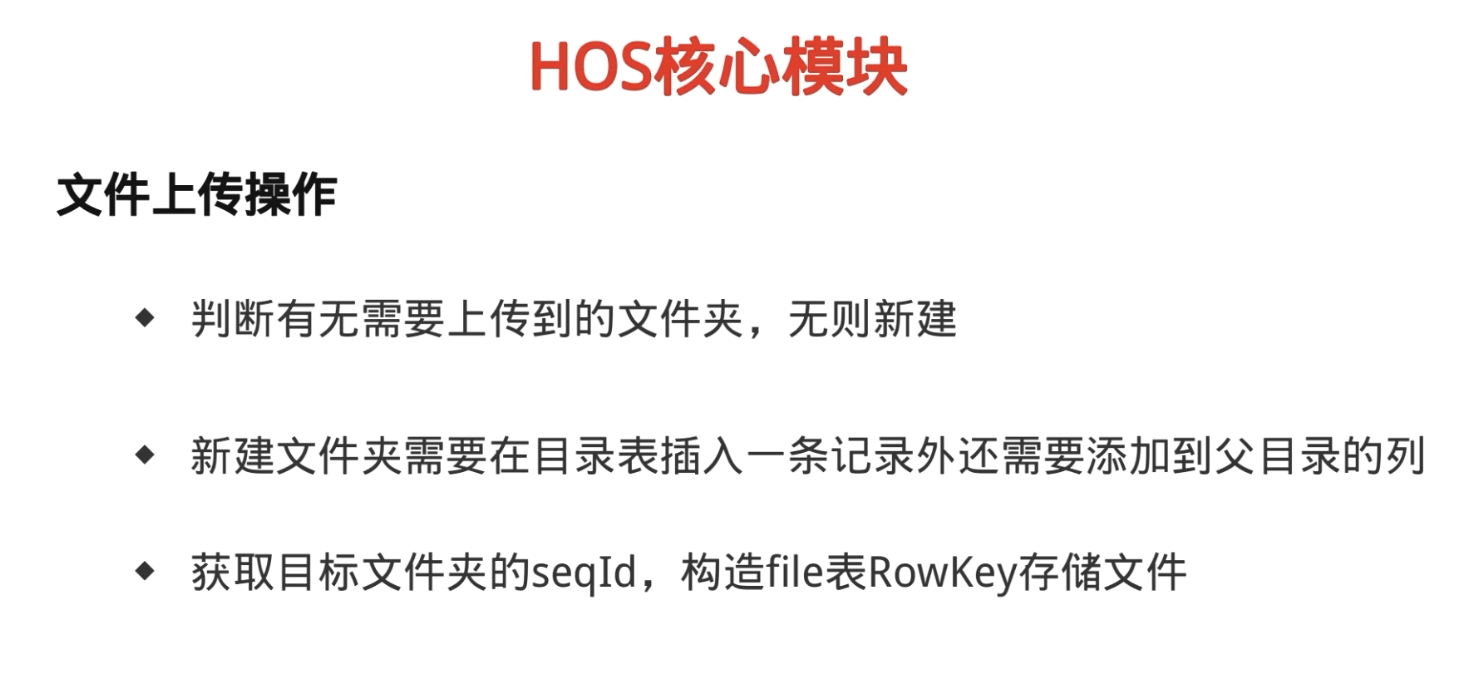 HOS核心模块
文件上传操作
◆ 判断有无需要上传到的文件夹，无则新建
◆ 新建文件夹需要在目录表插入一条记录外还需要添加到父目录的列
◆ 获取目标文件夹的seqId，构造file表RowKey存储文件